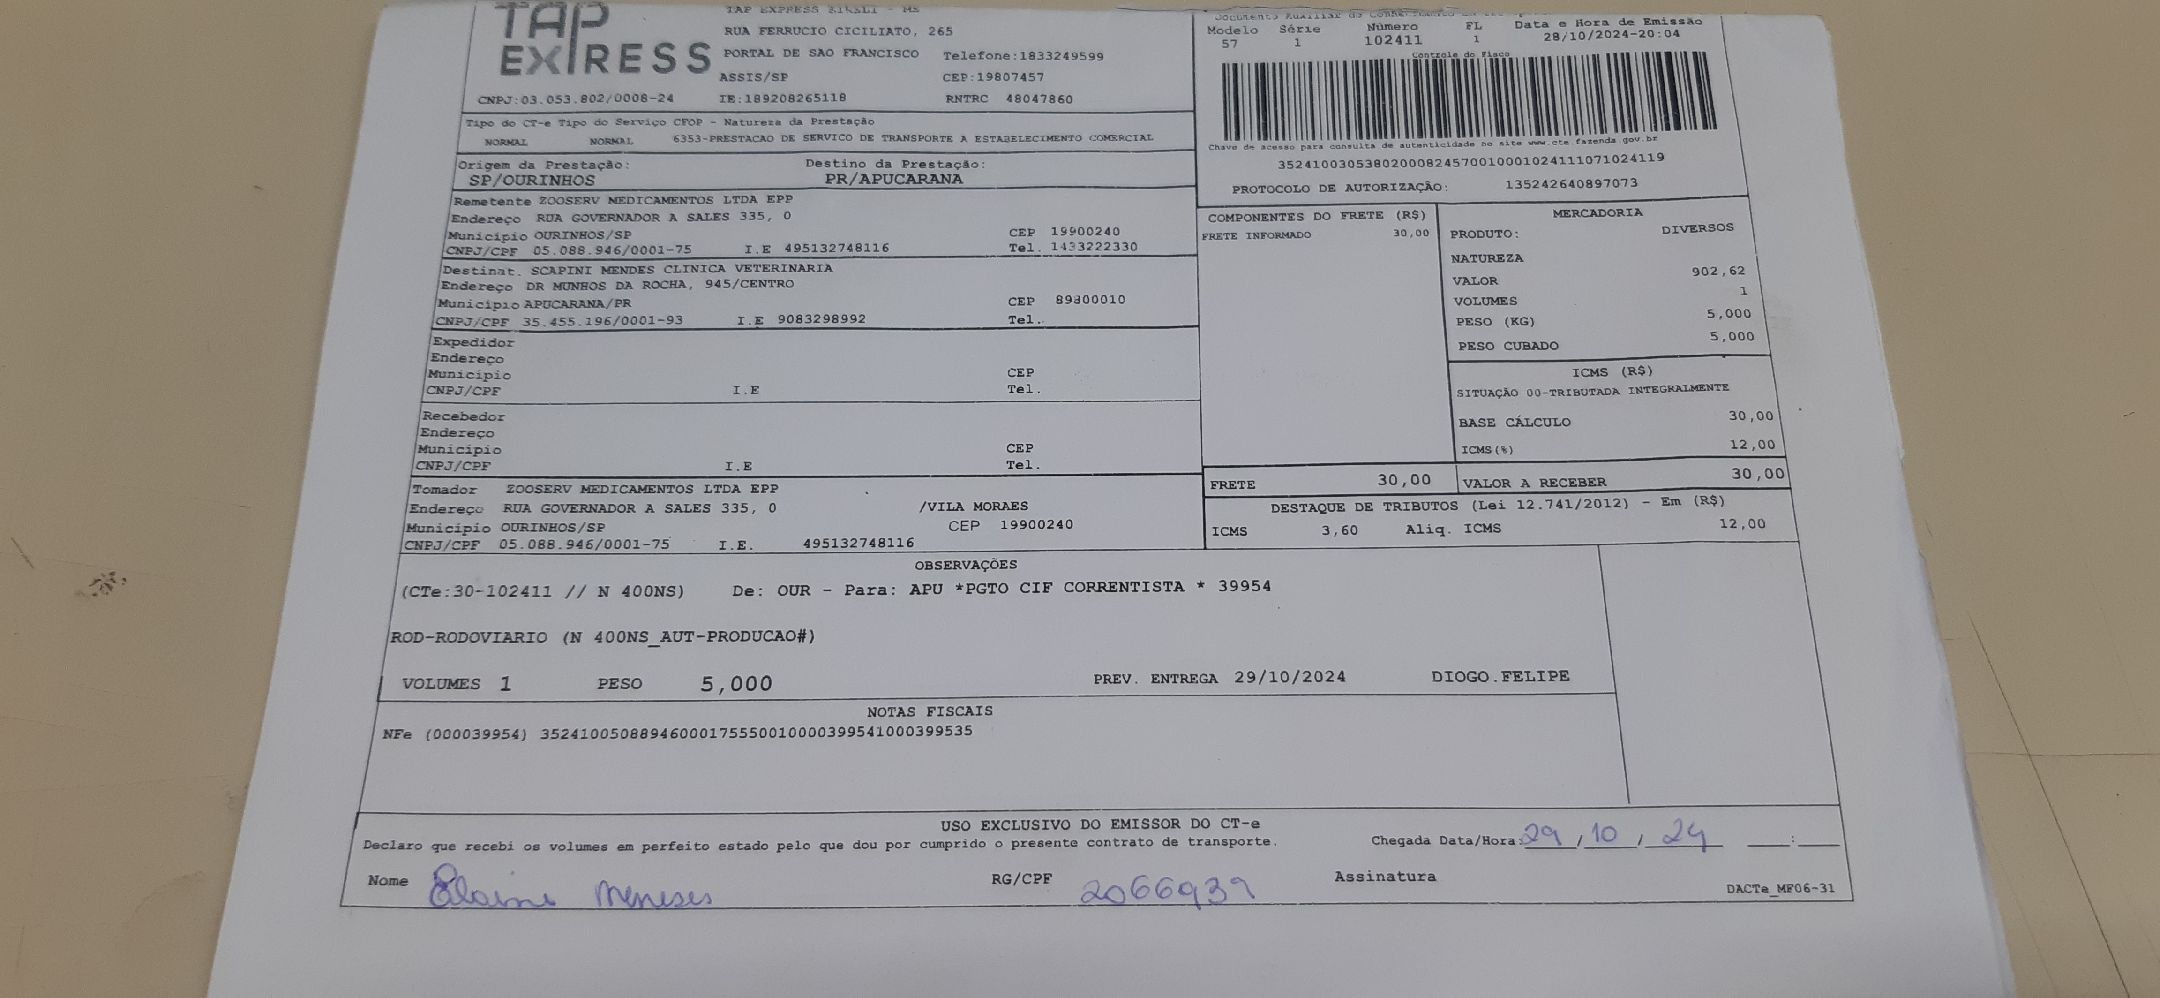 TAP
EXPRESS
TAP EXPRESS EIRELI - MS
RUA FERRUCIO CICILIATO, 265
PORTAL DE SAO FRANCISCO Telefone:1833249599
ASSIS/SP CEP:19807457
CNPJ:03.053.802/0008-24 IE:189208265118 RNTRC 48047860
Documento Auxiliar do Conhecimento
Modelo Série Número FL Data e Hora de Emissão
57 1 102411 1 28/10/2024-20:04
Controle do Fisco
Chave de acesso para consulta de autenticidade no site www.cte fazenda.gov.br
35241003053802000824570010001024111071024119
PROTOCOLO DE AUTORIZAÇÃO: 135242640897073
Tipo do CT-e Tipo do Serviço CFOP - Natureza da Prestação
NORMAL NORMAL 6353-PRESTACAO DE SERVICO DE TRANSPORTE A ESTABELECIMENTO COMERCIAL
Origem da Prestação: Destino da Prestação:
SP/OURINHOS PR/APUCARANA
Remetente ZOOSERV MEDICAMENTOS LTDA EPP
Endereço RUA GOVERNADOR A SALES 335, 0
Município OURINHOS/SP CEP 19900240
CNPJ/CPF 05.088.946/0001-75 I.E 495132748116 Tel. 1433222330
Destinat. SCAPINI MENDES CLINICA VETERINARIA
Endereço DR MUNHOS DA ROCHA, 945/CENTRO
Município APUCARANA/PR CEP 89800010
CNPJ/CPF 35.455.196/0001-93 I.E 9083298992 Tel.
Expedidor
Endereço
Município CEP
CNPJ/CPF I.E Tel.
Recebedor
Endereço
Município CEP
CNPJ/CPF I.E Tel.
Tomador ZOOSERV MEDICAMENTOS LTDA EPP
Endereço RUA GOVERNADOR A SALES 335, 0 /VILA MORAES
Município OURINHOS/SP CEP 19900240
CNPJ/CPF 05.088.946/0001-75 I.E. 495132748116
COMPONENTES DO FRETE (R$)
FRETE INFORMADO 30,00
MERCADORIA
PRODUTO: DIVERSOS
NATUREZA
VALOR 902,62
VOLUMES 1
PESO (KG) 5,000
PESO CUBADO 5,000
ICMS (R$)
SITUAÇÃO 00-TRIBUTADA INTEGRALMENTE
BASE CÁLCULO 30,00
ICMS(%) 12,00
FRETE 30,00 VALOR A RECEBER 30,00
DESTAQUE DE TRIBUTOS (Lei 12.741/2012) - Em (R$)
ICMS 3,60 Aliq. ICMS 12,00
OBSERVAÇÕES
(CTe:30-102411 // N 400NS) De: OUR - Para: APU *PGTO CIF CORRENTISTA * 39954
ROD-RODOVIARIO (N 400NS_AUT-PRODUCAO#)
VOLUMES 1 PESO 5,000 PREV. ENTREGA 29/10/2024 DIOGO.FELIPE
NOTAS FISCAIS
NFe (000039954) 35241005088946000175550010000399541000399535
USO EXCLUSIVO DO EMISSOR DO CT-e
Declaro que recebi os volumes em perfeito estado pelo que dou por cumprido o presente contrato de transporte. Chegada Data/Hora: 29 / 10 / 24 :
Nome Elaine Meneses RG/CPF 2066939 Assinatura
DACTe_MF06-31